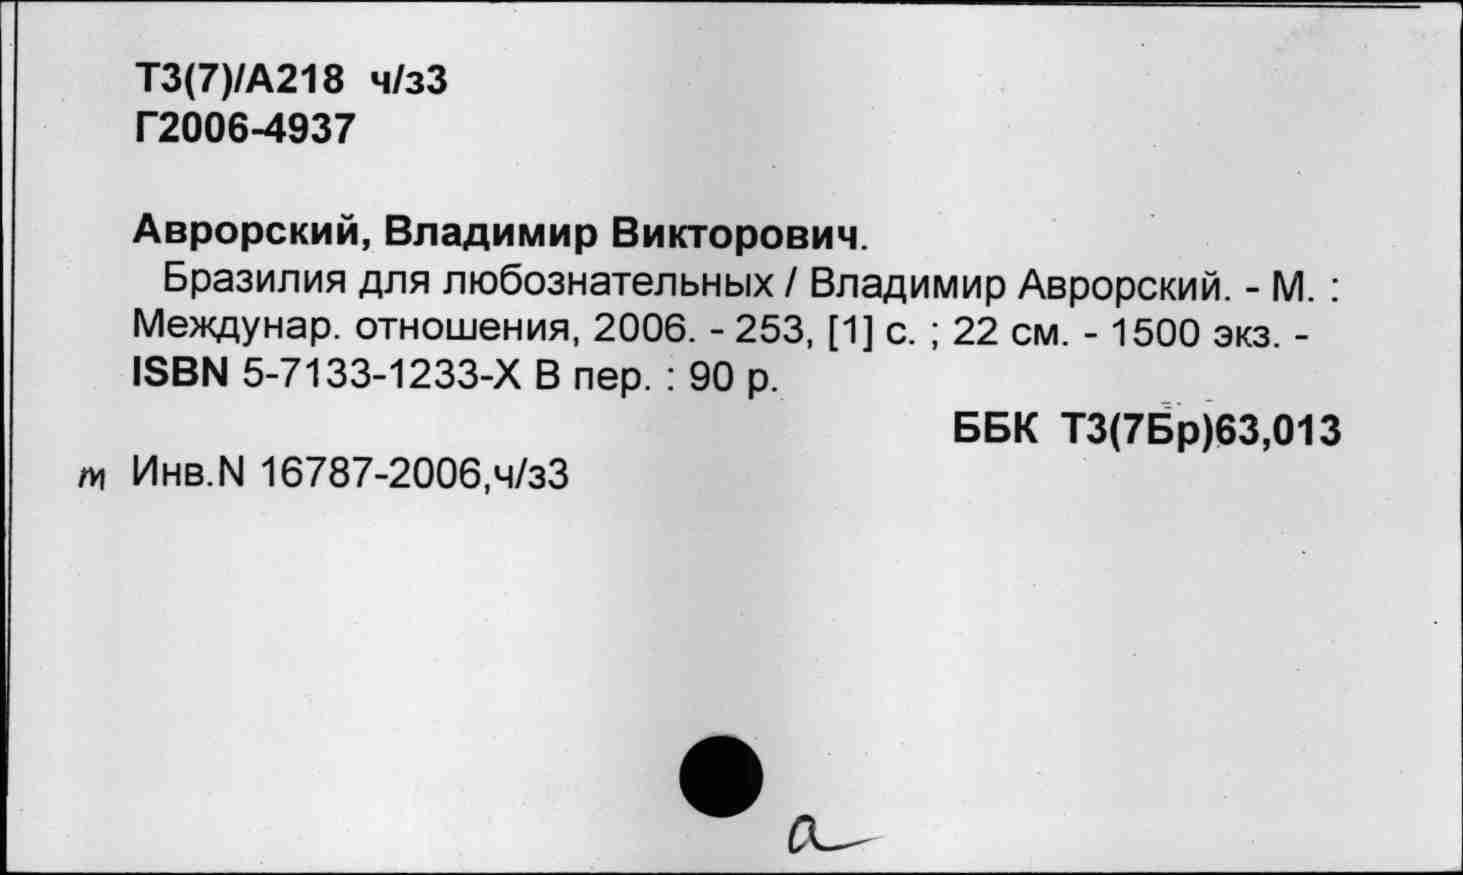 Т3(7)/А218 ч/з3
Г2006-4937
Аврорский, Владимир Викторович.
Бразилия для любознательных / Владимир Аврорский. - М. :
Междунар. отношения, 2006. - 253, [1] с. ; 22 см. - 1500 экз. -
ISBN 5-7133-1233-X В пер. : 90 р.
ББК Т3(7Бр)63,013
т Инв.N 16787-2006,ч/з3
а